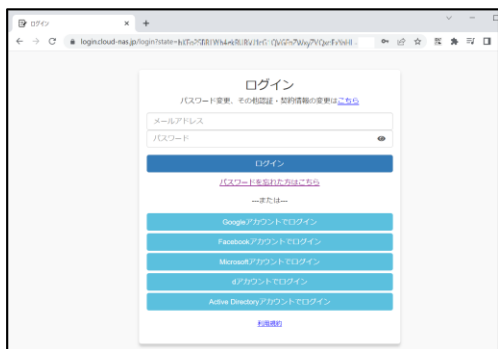 ログイン
login.cloud-nas.jp/login?state=
ログイン
パスワード変更、その他認証・契約情報の変更はこちら
メールアドレス
パスワード
ログイン
パスワードを忘れた方はこちら
---または---
Googleアカウントでログイン
Facebookアカウントでログイン
Microsoftアカウントでログイン
dアカウントでログイン
Active Directoryアカウントでログイン
利用規約